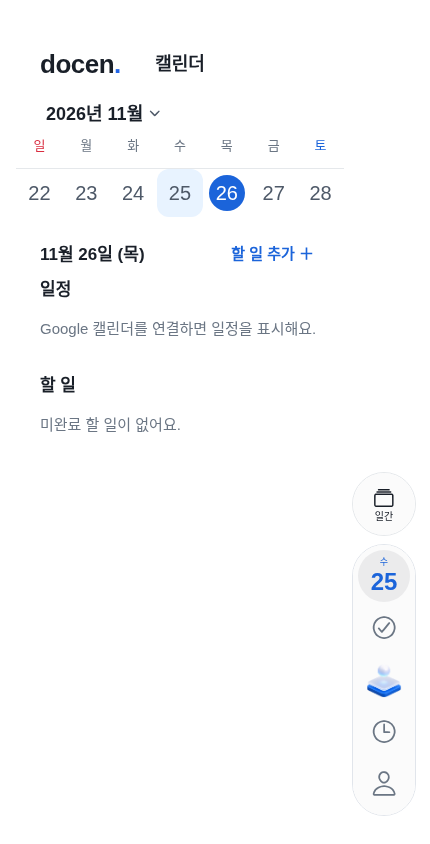 docen. 캘린더
2026년 11월
일 월 화 수 목 금 토
22 23 24 25 26 27 28
11월 26일 (목) 할 일 추가
일정
Google 캘린더를 연결하면 일정을 표시해요.
할 일
미완료 할 일이 없어요.
일간
수
25